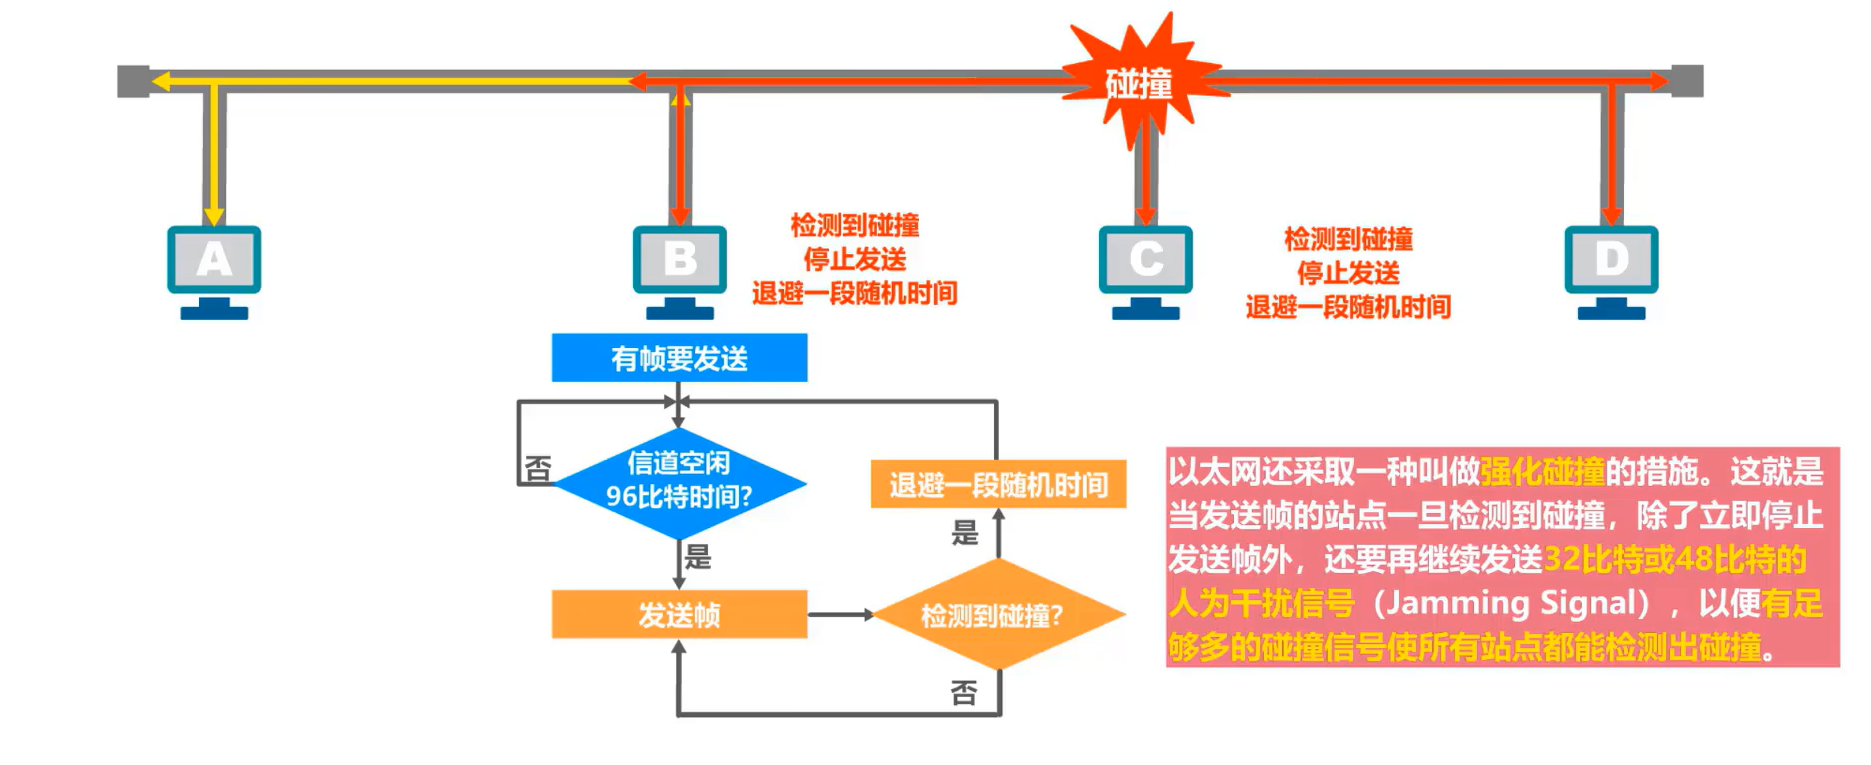 碰撞
A
B
C
D
检测到碰撞
停止发送
退避一段随机时间
检测到碰撞
停止发送
退避一段随机时间
有帧要发送
信道空闲
96比特时间?
否
是
发送帧
检测到碰撞?
是
退避一段随机时间
否
以太网还采取一种叫做强化碰撞的措施。这就是
当发送帧的站点一旦检测到碰撞，除了立即停止
发送帧外，还要再继续发送32比特或48比特的
人为干扰信号（Jamming Signal），以便有足
够多的碰撞信号使所有站点都能检测出碰撞。